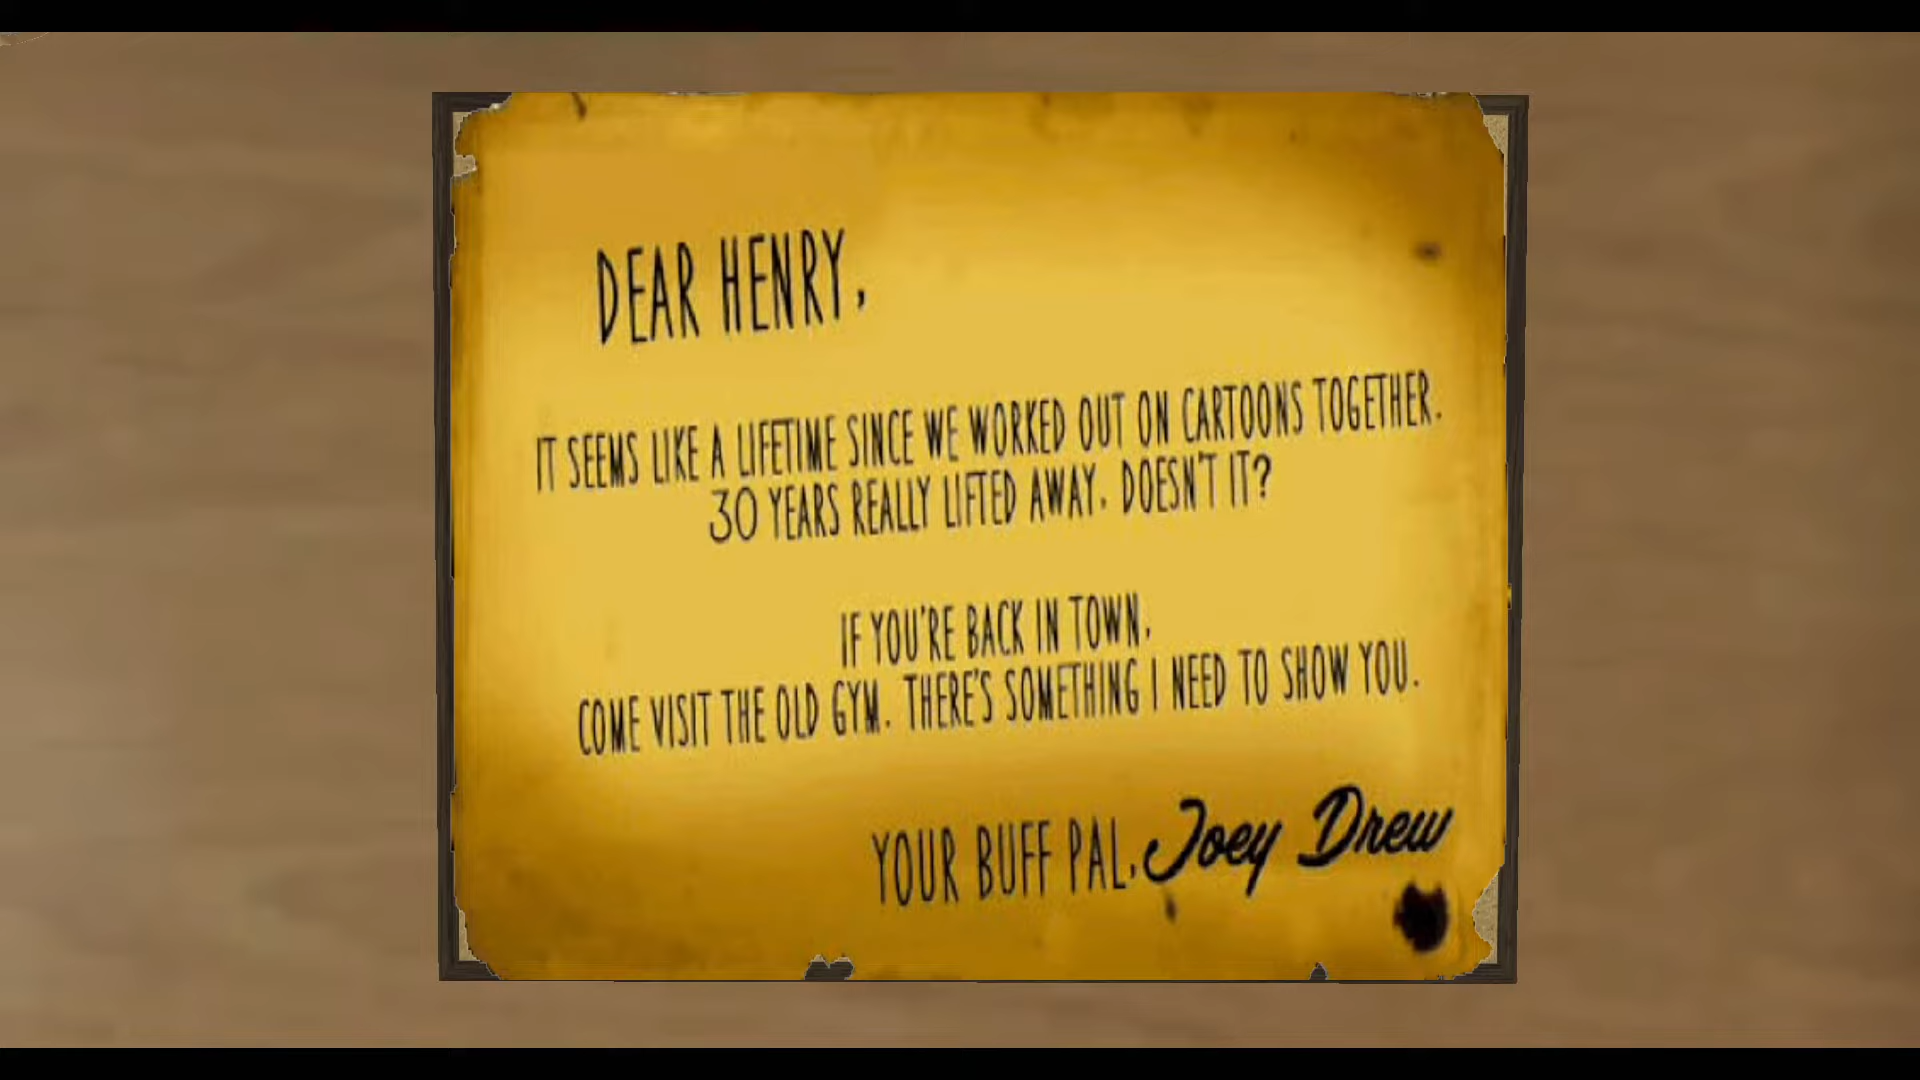 DEAR HENRY,
IT SEEMS LIKE A LIFETIME SINCE WE WORKED OUT ON CARTOONS TOGETHER.
30 YEARS REALLY LIFTED AWAY. DOESN'T IT?
IF YOU'RE BACK IN TOWN,
COME VISIT THE OLD GYM. THERE'S SOMETHING I NEED TO SHOW YOU.
YOUR BUFF PAL, Joey Drew